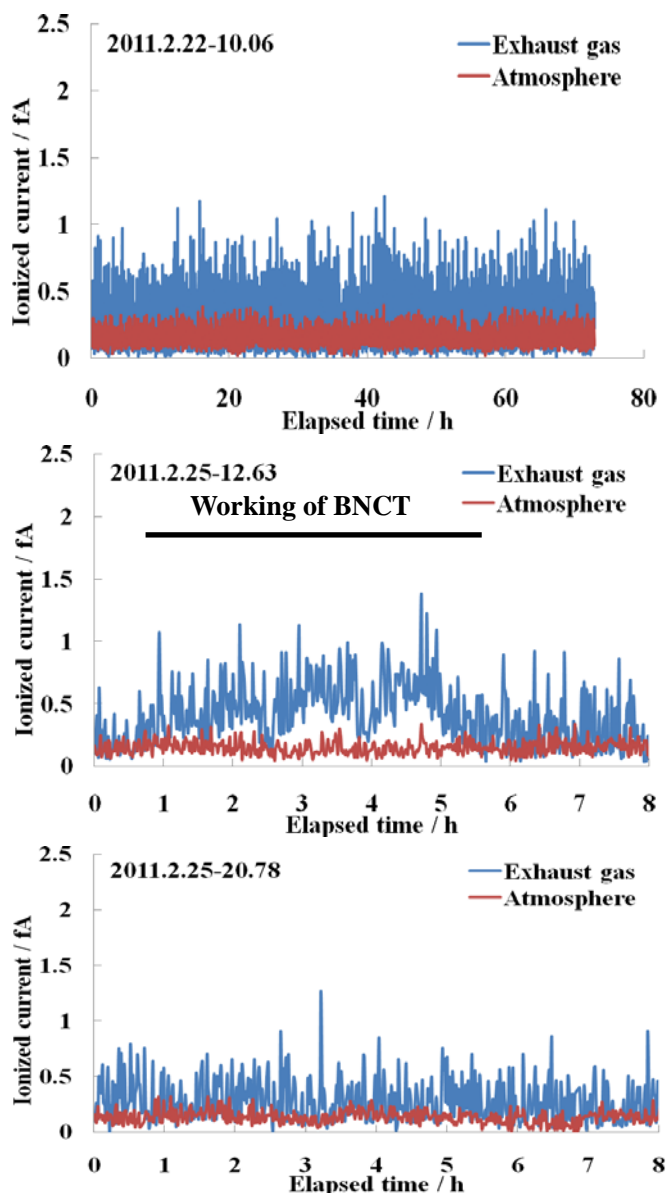 2.5
2011.2.22-10.06
Exhaust gas
Atmosphere
2
1.5
1
0.5
0
Ionized current / fA
0 20 40 60 80
Elapsed time / h
2.5
2011.2.25-12.63
Exhaust gas
Atmosphere
Working of BNCT
2
1.5
1
0.5
0
Ionized current / fA
0 1 2 3 4 5 6 7 8
Elapsed time / h
2.5
2011.2.25-20.78
Exhaust gas
Atmosphere
2
1.5
1
0.5
0
Ionized current / fA
0 1 2 3 4 5 6 7 8
Elapsed time / h